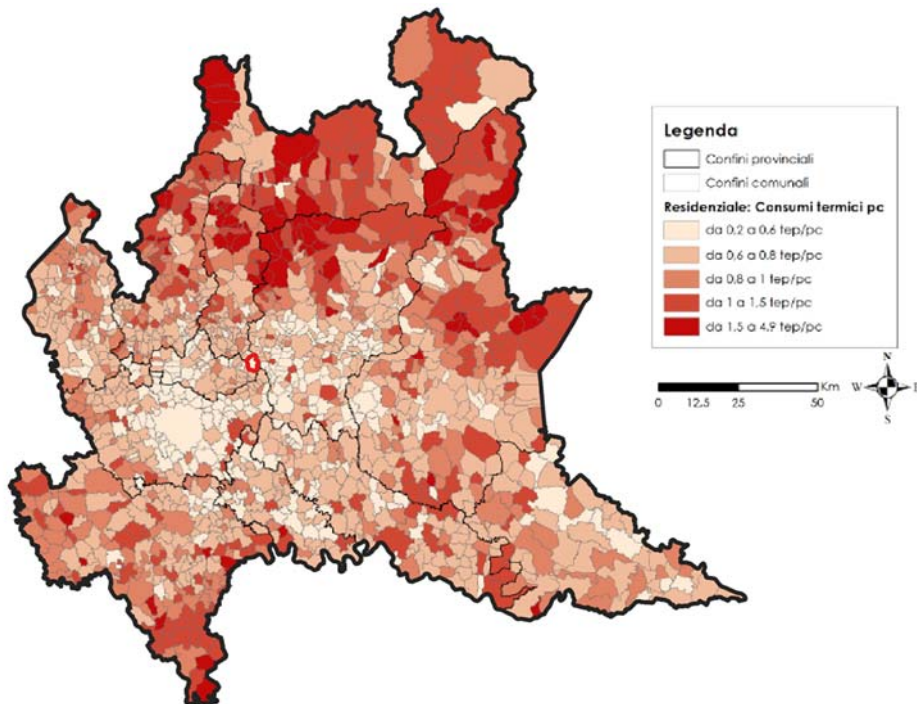 Legenda
Confini provinciali
Confini comunali
Residenziale: Consumi termici pc
da 0,2 a 0,6 tep/pc
da 0,6 a 0,8 tep/pc
da 0,8 a 1 tep/pc
da 1 a 1,5 tep/pc
da 1,5 a 4,9 tep/pc
N
Km W E
0 12,5 25 50
S